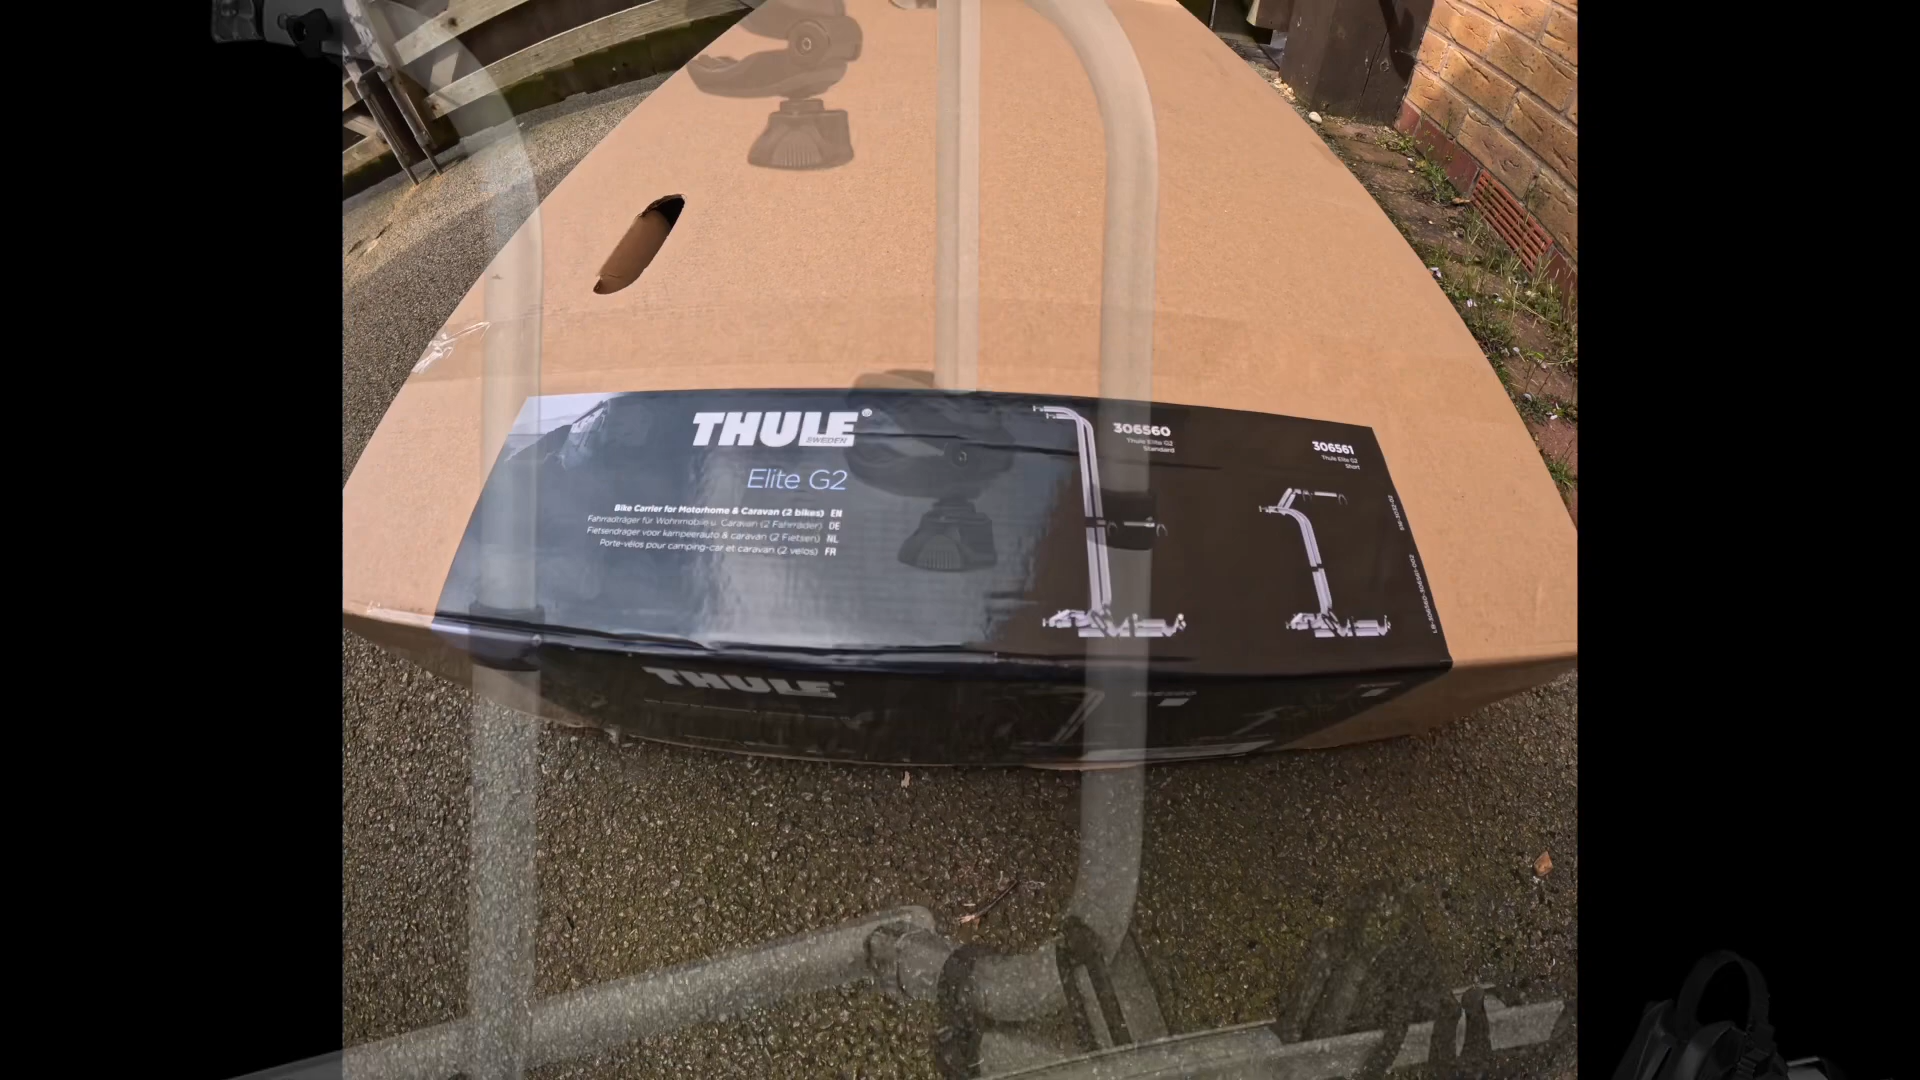 THULE®
SWEDEN
Elite G2
Bike Carrier for Motorhome & Caravan (2 bikes) EN
Fahrradträger für Wohnmobile u. Caravan (2 Fahrräder) DE
Fietsendrager voor kampeerauto & caravan (2 Fietsen) NL
Porte-vélos pour camping-car et caravan (2 velos) FR
306560
Thule Elite G2
Standard
306561
Thule Elite G2
Short
THULE